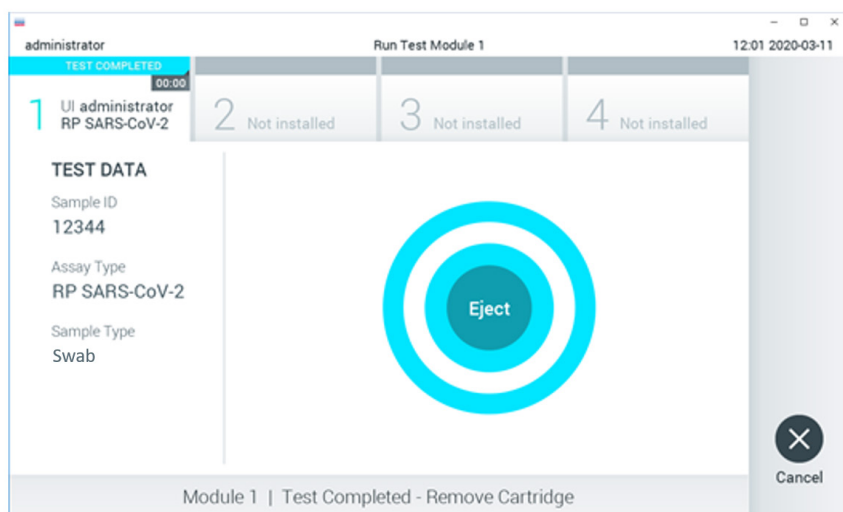 administrator Run Test Module 1 12:01 2020-03-11
TEST COMPLETED
00:00
1 UI administrator
RP SARS-CoV-2
2 Not installed
3 Not installed
4 Not installed
TEST DATA
Sample ID
12344
Assay Type
RP SARS-CoV-2
Sample Type
Swab
Eject
Cancel
Module 1 | Test Completed - Remove Cartridge